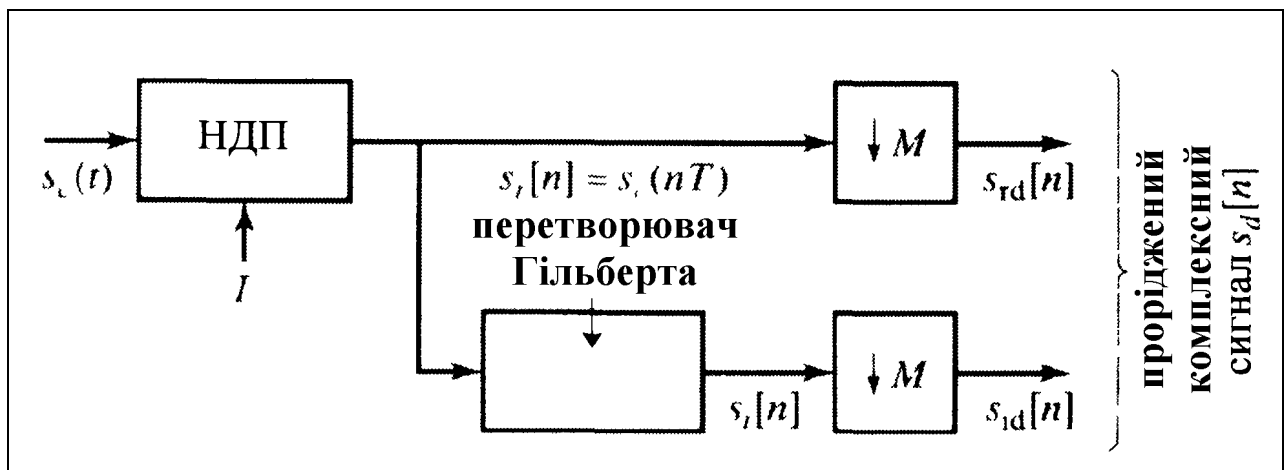 НДП
↓ M
s_c(t)
s_r[n] = s_c(nT)
s_rd[n]
перетворювач
Гільберта
I
↓ M
s_i[n]
s_id[n]
проріджений
комплексний
сигнал s_d[n]